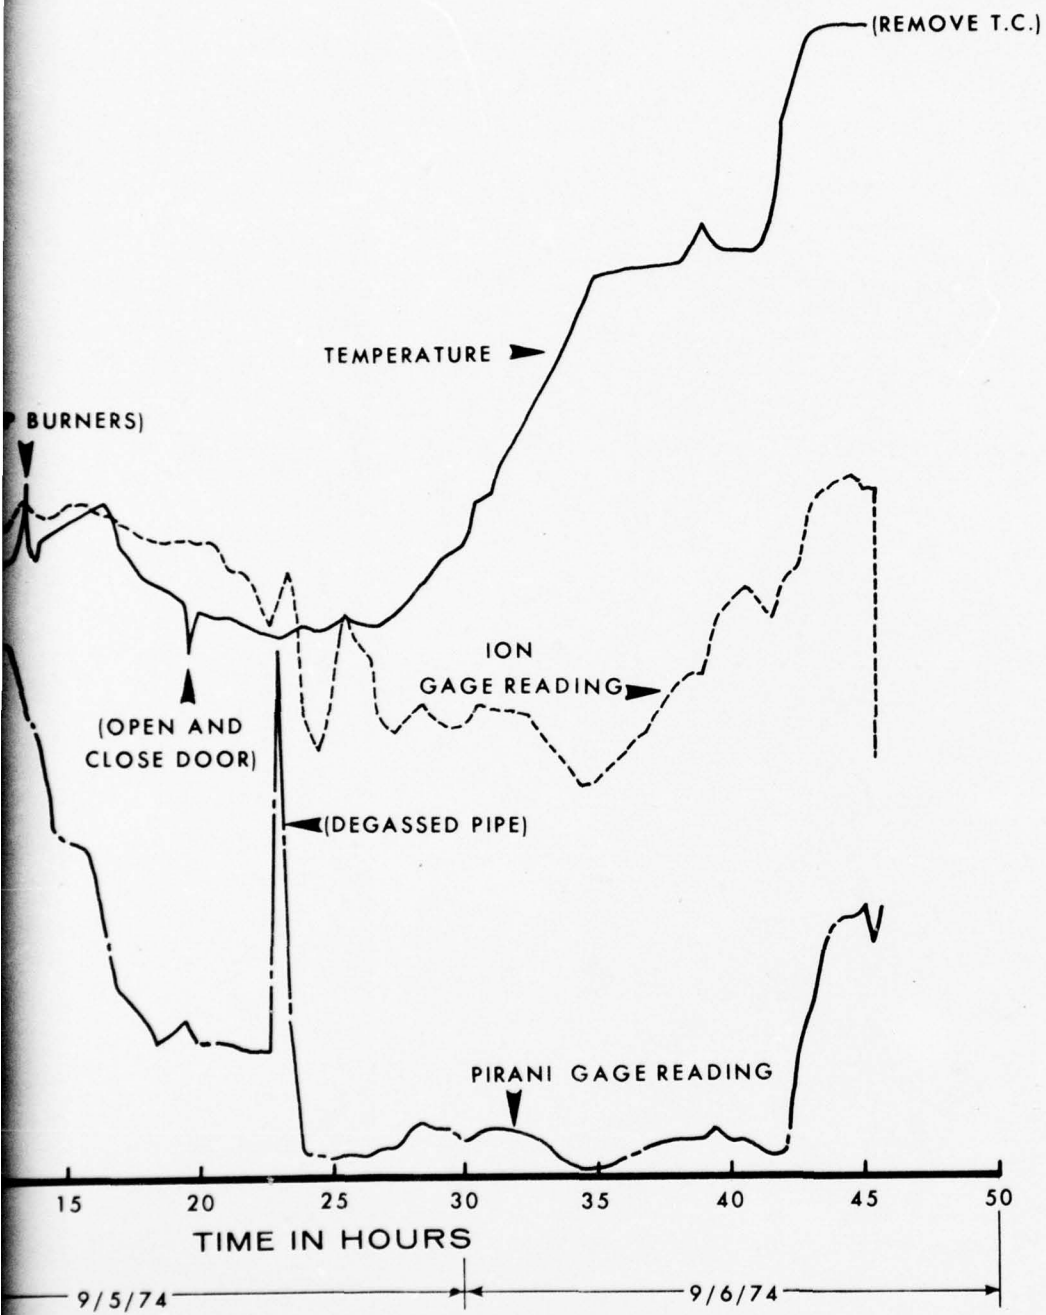 (REMOVE T.C.)
TEMPERATURE
P BURNERS)
ION
GAGE READING
(OPEN AND
CLOSE DOOR)
(DEGASSED PIPE)
PIRANI GAGE READING
15 20 25 30 35 40 45 50
TIME IN HOURS
9/5/74 9/6/74